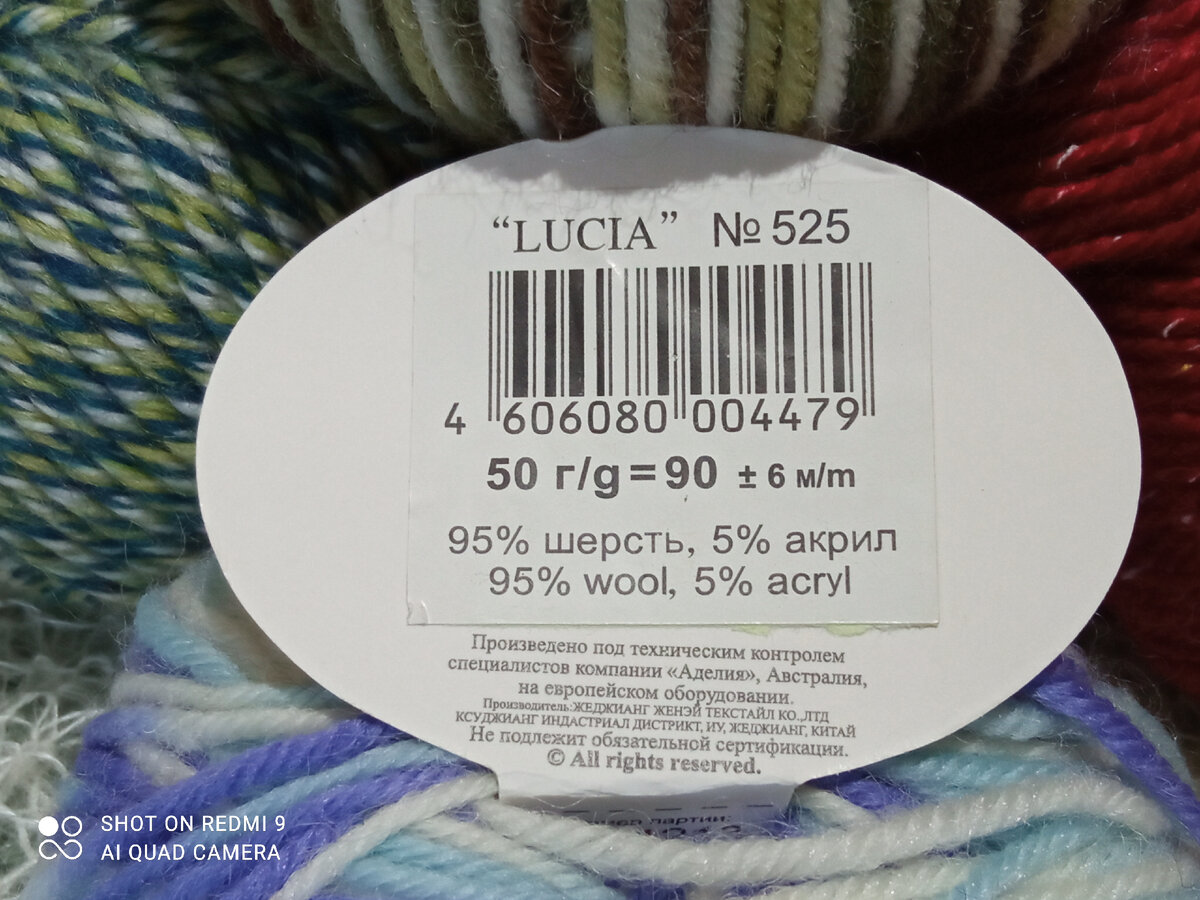 “LUCIA” № 525
4 606080 004479
50 г/g = 90 ± 6 м/m
95% шерсть, 5% акрил
95% wool, 5% acryl
Произведено под техническим контролем
специалистов компании «Аделия», Австралия,
на европейском оборудовании.
Производитель:ЖЕДЖИАНГ ЖЕНЭЙ ТЕКСТАЙЛ КО.,ЛТД
КСУДЖИАНГ ИНДАСТРИАЛ ДИСТРИКТ, ИУ, ЖЕДЖИАНГ, КИТАЙ
Не подлежит обязательной сертификации.
© All rights reserved.
партии:
SHOT ON REDMI 9
AI QUAD CAMERA